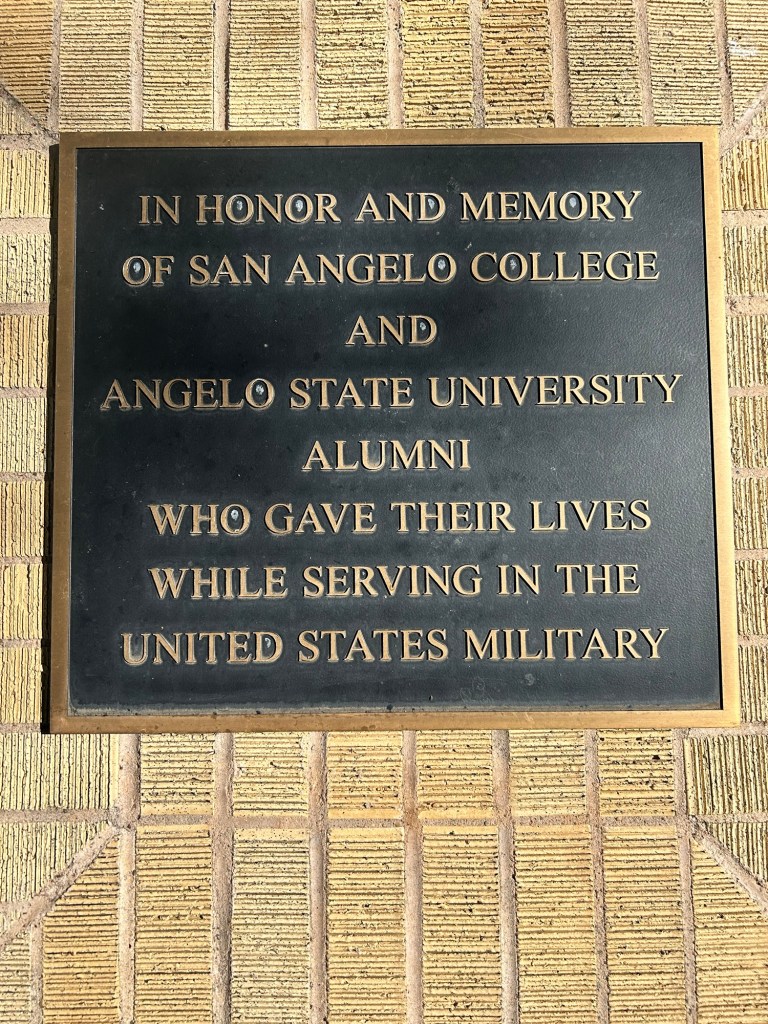 IN HONOR AND MEMORY
OF SAN ANGELO COLLEGE
AND
ANGELO STATE UNIVERSITY
ALUMNI
WHO GAVE THEIR LIVES
WHILE SERVING IN THE
UNITED STATES MILITARY